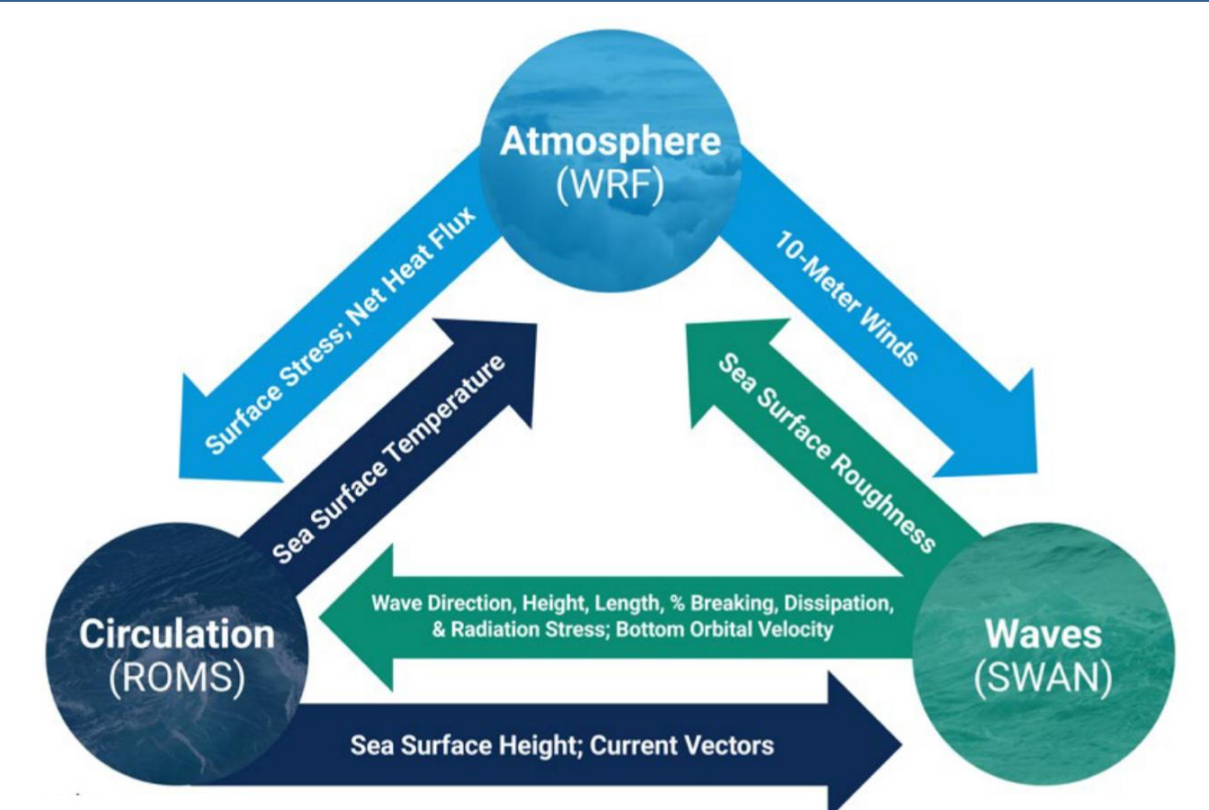 Atmosphere
(WRF)
Surface Stress; Net Heat Flux
10-Meter Winds
Sea Surface Temperature
Sea Surface Roughness
Wave Direction, Height, Length, % Breaking, Dissipation,
& Radiation Stress; Bottom Orbital Velocity
Circulation
(ROMS)
Waves
(SWAN)
Sea Surface Height; Current Vectors